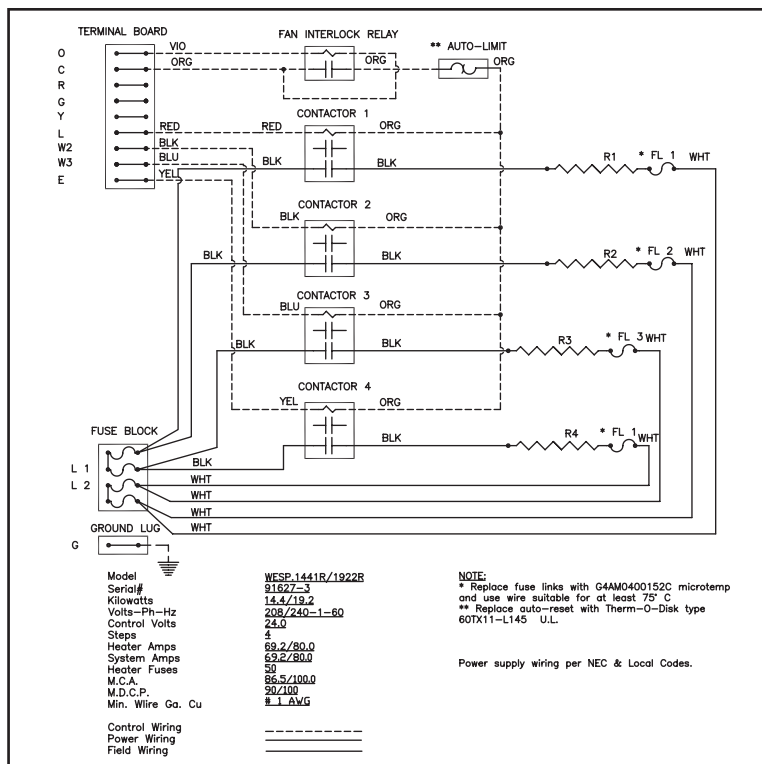 TERMINAL BOARD
FAN INTERLOCK RELAY
** AUTO-LIMIT
O
VIO
C
ORG
ORG
ORG
R
G
Y
CONTACTOR 1
L
RED
RED
ORG
W2
BLK
W3
BLU
BLK
BLK
R1
* FL 1
WHT
E
YEL
CONTACTOR 2
BLK
ORG
BLK
BLK
R2
* FL 2
WHT
CONTACTOR 3
BLU
ORG
BLK
BLK
R3
* FL 3
WHT
CONTACTOR 4
YEL
ORG
FUSE BLOCK
BLK
R4
* FL 1
WHT
L 1
BLK
L 2
WHT
WHT
WHT
GROUND LUG
WHT
G
Model WESP.1441R/1922R
Serial# 91627-3
Kilowatts 14.4/19.2
Volts-Ph-Hz 208/240-1-60
Control Volts 24.0
Steps 4
Heater Amps 69.2/80.0
System Amps 69.2/80.0
Heater Fuses 50
M.C.A. 86.5/100.0
M.D.C.P. 90/100
Min. Wlire Ga. Cu # 1 AWG
Control Wiring
Power Wiring
Field Wiring
NOTE:
* Replace fuse links with G4AM0400152C microtemp
and use wire suitable for at least 75° C
** Replace auto-reset with Therm-O-Disk type
60TX11-L145 U.L.
Power supply wiring per NEC & Local Codes.